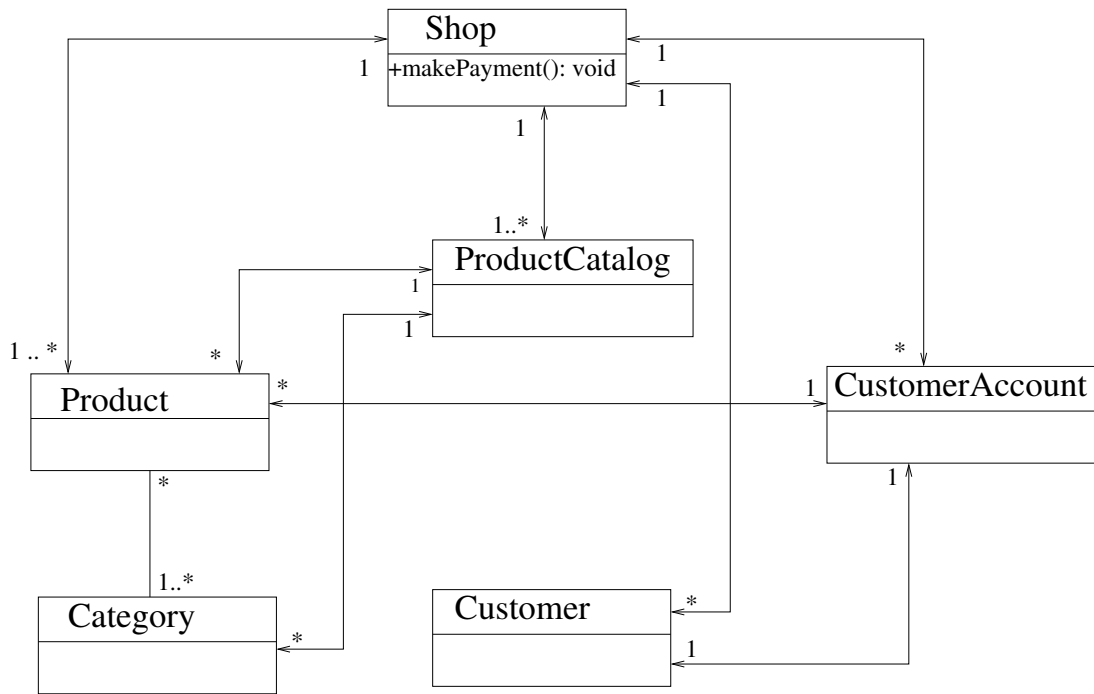 Shop
1
1 +makePayment(): void
1
1
1..*
ProductCatalog
1
1
1 .. *
*
*
Product
*
1
CustomerAccount
*
1
1..*
Category
*
Customer
*
1